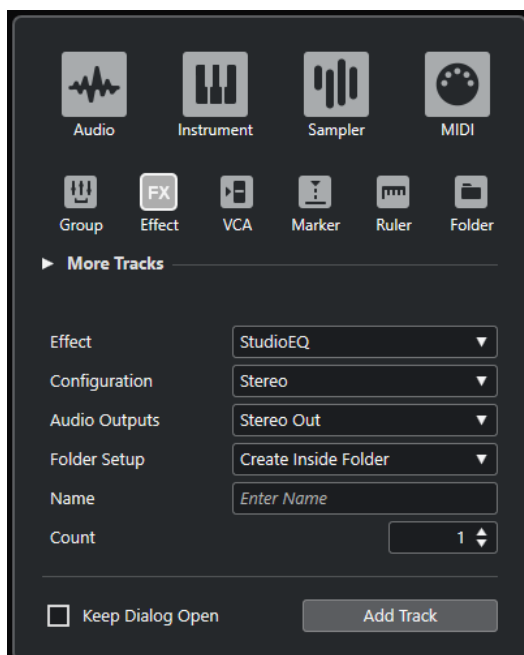 Audio Instrument Sampler MIDI
FX
Group Effect VCA Marker Ruler Folder
More Tracks
Effect StudioEQ
Configuration Stereo
Audio Outputs Stereo Out
Folder Setup Create Inside Folder
Name Enter Name
Count 1
Keep Dialog Open Add Track